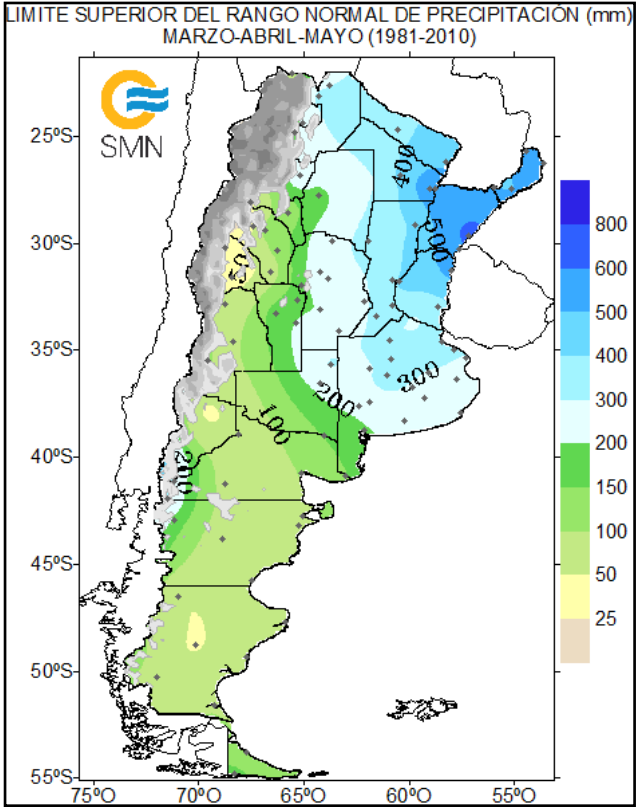 LIMITE SUPERIOR DEL RANGO NORMAL DE PRECIPITACIÓN (mm)
MARZO-ABRIL-MAYO (1981-2010)
SMN
25ºS
30ºS
35ºS
40ºS
45ºS
50ºS
55ºS
75ºO
70ºO
65ºO
60ºO
55ºO
400
500
50
300
200
100
200
800
600
500
400
300
200
150
100
50
25